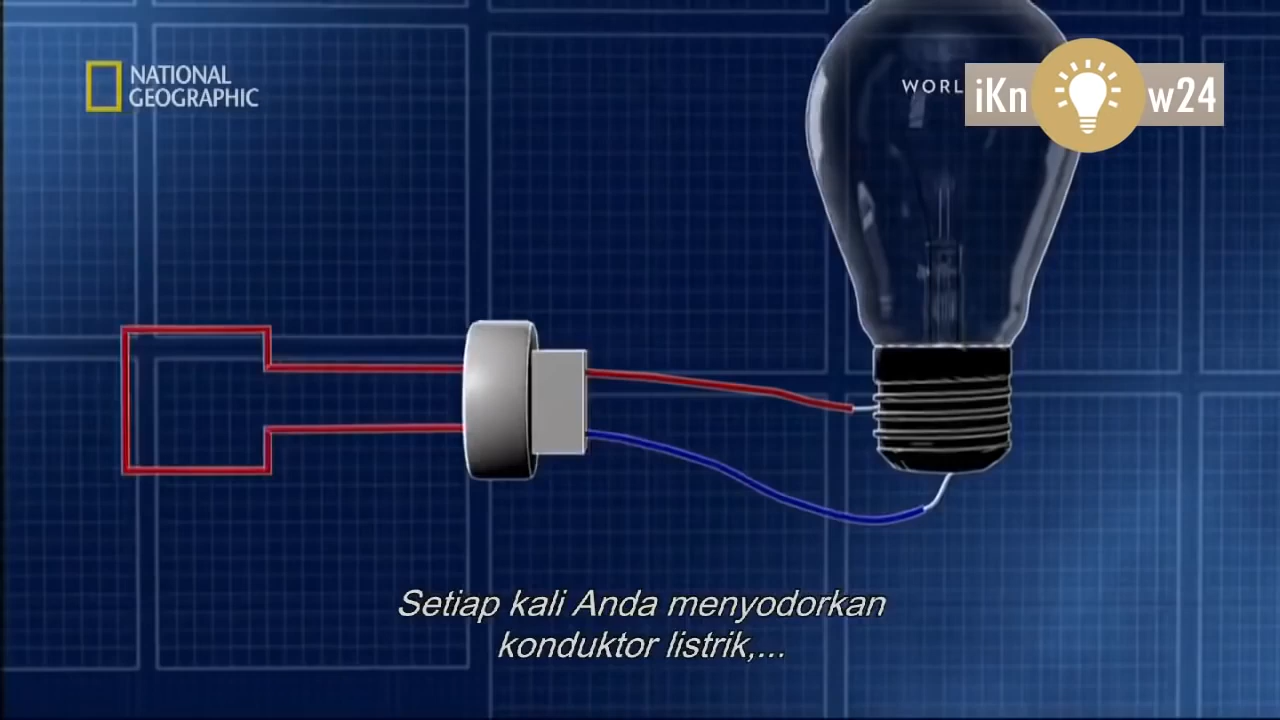 NATIONAL
GEOGRAPHIC
WORL
iKn w24
Setiap kali Anda menyodorkan
konduktor listrik,...